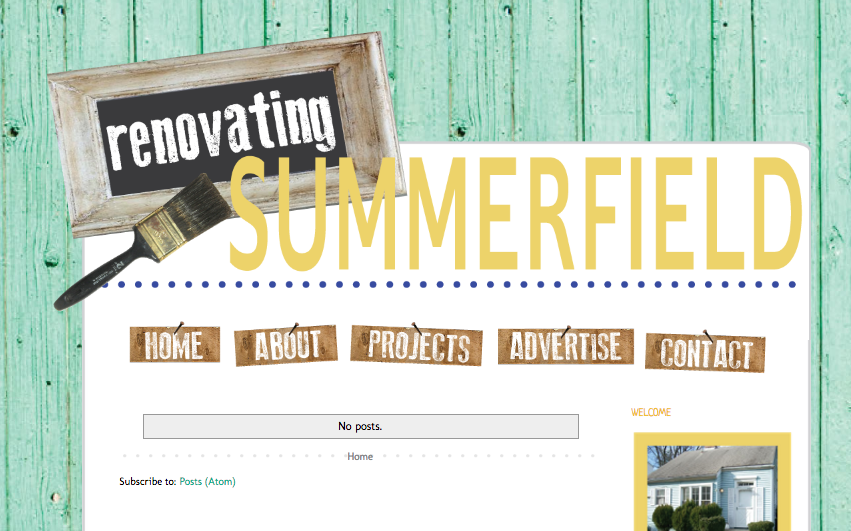 renovating
SUMMERFIELD
HOME ABOUT PROJECTS ADVERTISE CONTACT
WELCOME
No posts.
Home
Subscribe to: Posts (Atom)